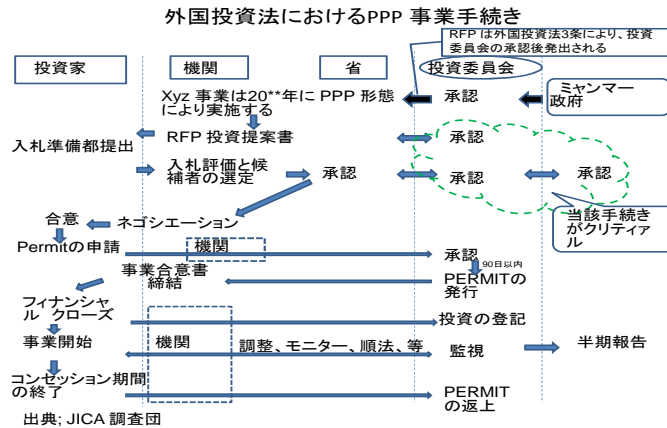 外国投資法におけるPPP 事業手続き
RFP は外国投資法3条により、投資
委員会の承認後発出される
投資家
機関
省
投資委員会
Xyz 事業は20**年に PPP 形態
により実施する
承認
ミャンマー
政府
RFP 投資提案書
承認
入札準備都提出
入札評価と候
補者の選定
承認
承認
承認
合意
ネゴシエーション
当該手続き
がクリティァ
ル
Permitの申請
機関
承認
90日以内
事業合意書
締結
PERMITの
発行
フィナンシャ
ル クローズ
投資の登記
事業開始
機関
調整、モニター、順法、等
監視
半期報告
コンセッション期間
の終了
PERMIT
の返上
出典; JICA 調査団